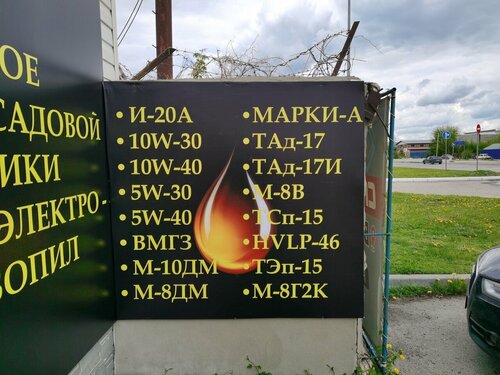 ОЕ
САДОВОЙ
ИКИ
ЭЛЕКТРО-
ОПИЛ
• И-20А
• 10W-30
• 10W-40
• 5W-30
• 5W-40
• ВМГЗ
• М-10ДМ
• М-8ДМ
• МАРКИ-А
• ТАд-17
• ТАд-17И
• М-8В
• ТСп-15
• HVLP-46
• ТЭп-15
• М-8Г2К